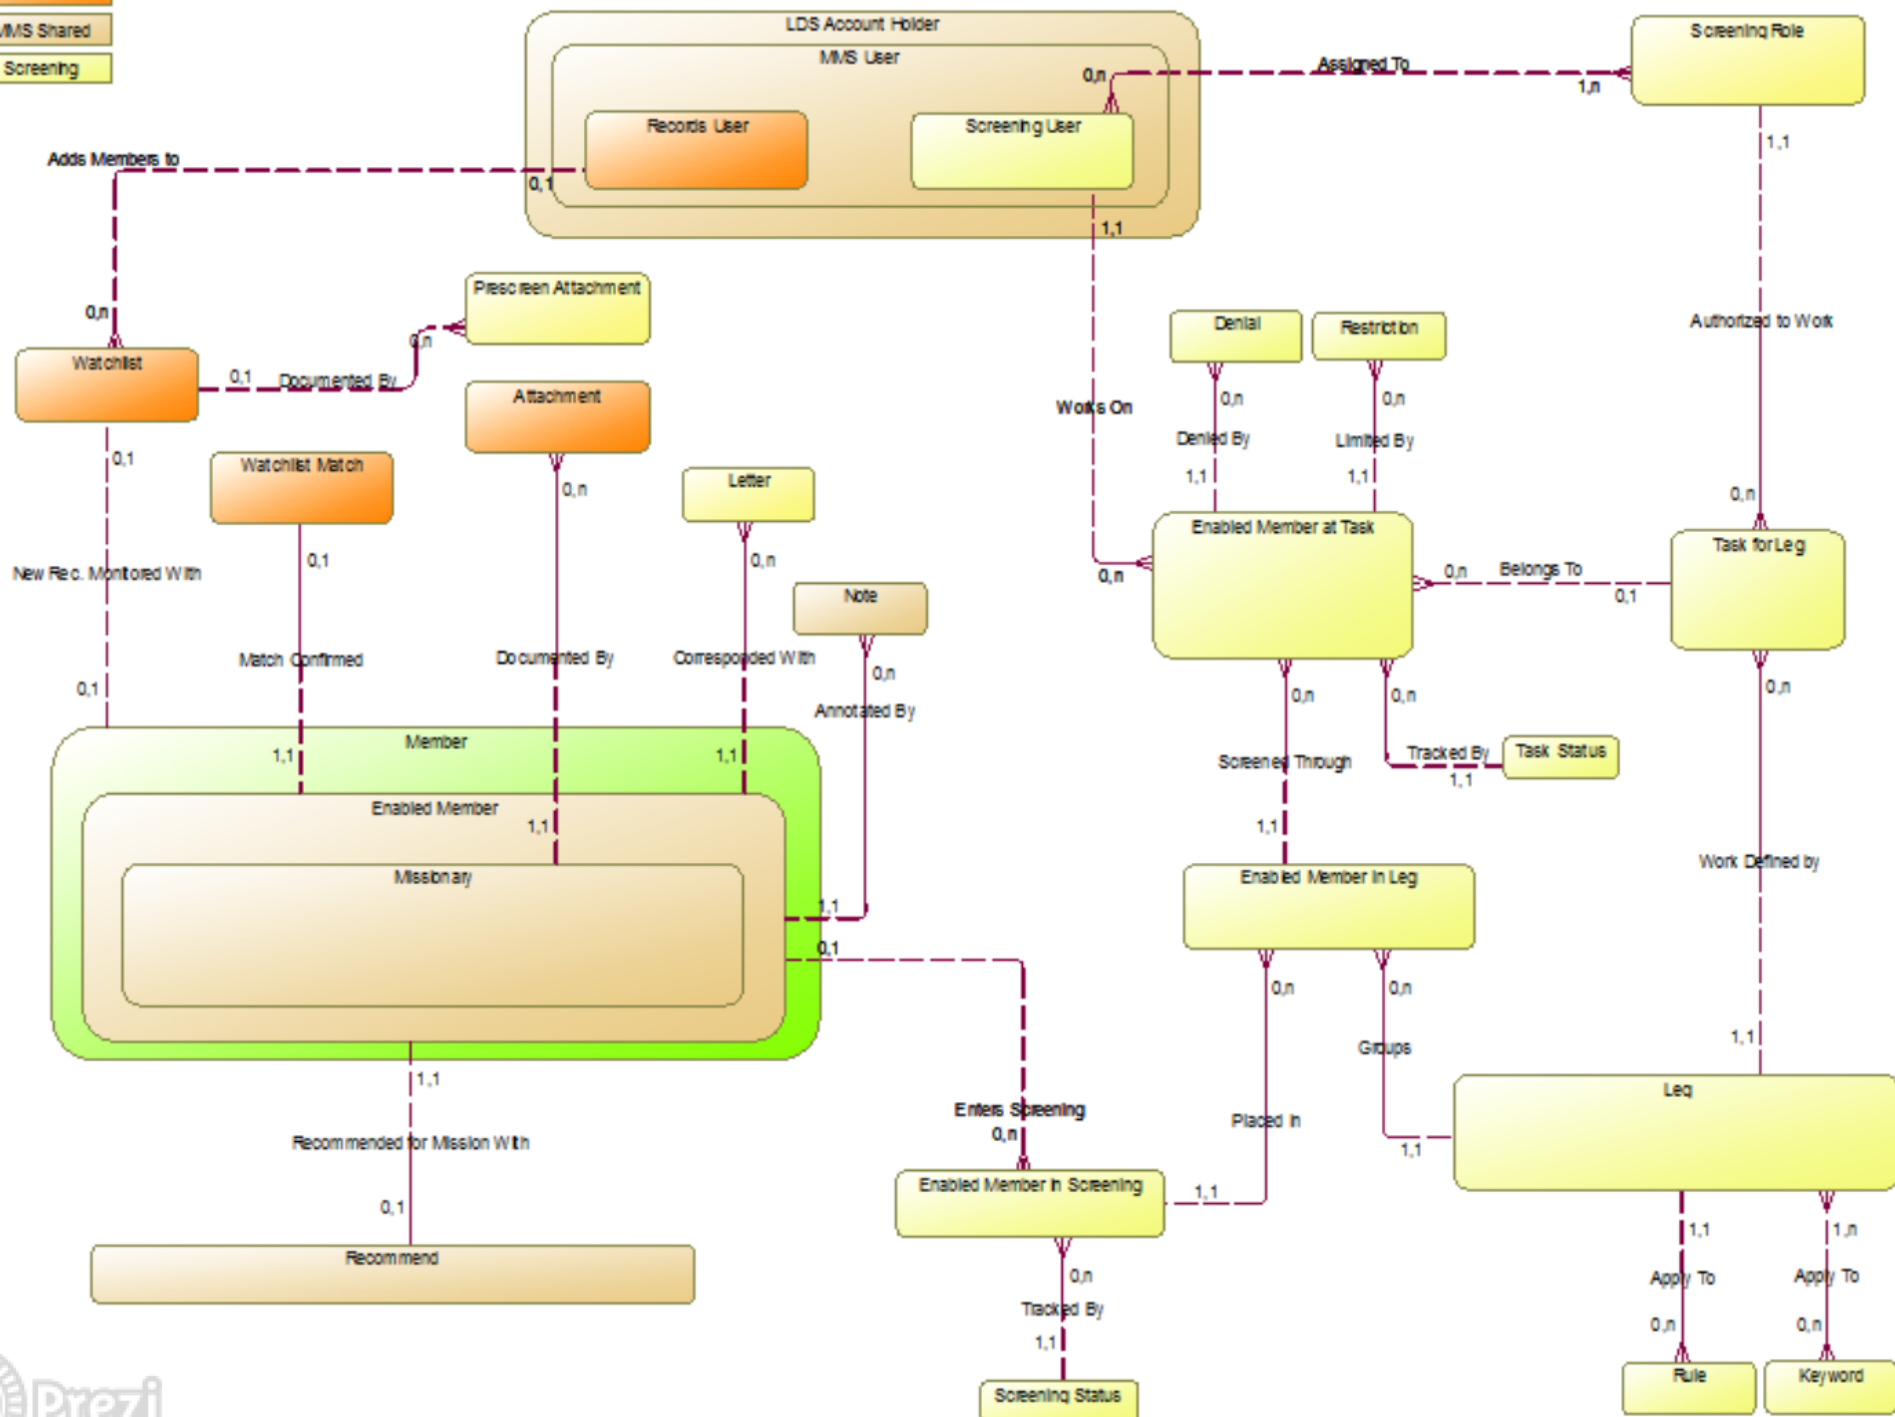 MMS Shared
Screening
LDS Account Holder
MMS User
Records User
Screening User
0,n
Assigned To
1,n
Screening Role
1,1
Adds Members to
0,1
0,n
1,1
Prescreen Attachment
0,n
Watchlist
0,1
Documented By
Attachment
0,n
Watchlist Match
0,1
Letter
0,n
Note
0,n
0,1
New Rec. Monitored With
0,1
Match Confirmed
1,1
Documented By
1,1
Corresponded With
1,1
Annotated By
1,1
Member
Enabled Member
Missionary
0,1
1,1
Recommended for Mission With
0,1
Recommend
Enters Screening
0,n
Enabled Member in Screening
1,1
0,n
Tracked By
1,1
Screening Status
Works On
0,n
Denial
0,n
Denied By
1,1
Restriction
0,n
Limited By
1,1
Authorized to Work
0,n
Enabled Member at Task
0,n
Belongs To
0,1
Task for Leg
0,n
0,n
Screened Through
1,1
0,n
Tracked By
1,1
Task Status
Work Defined by
1,1
Enabled Member in Leg
0,n
Placed In
0,n
Groups
1,1
Leg
1,1
Apply To
0,n
Rule
1,n
Apply To
0,n
Keyword
Prezi